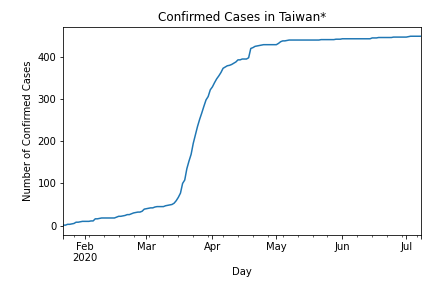 Confirmed Cases in Taiwan*
Number of Confirmed Cases
400
300
200
100
0
Feb Mar Apr May Jun Jul
2020
Day